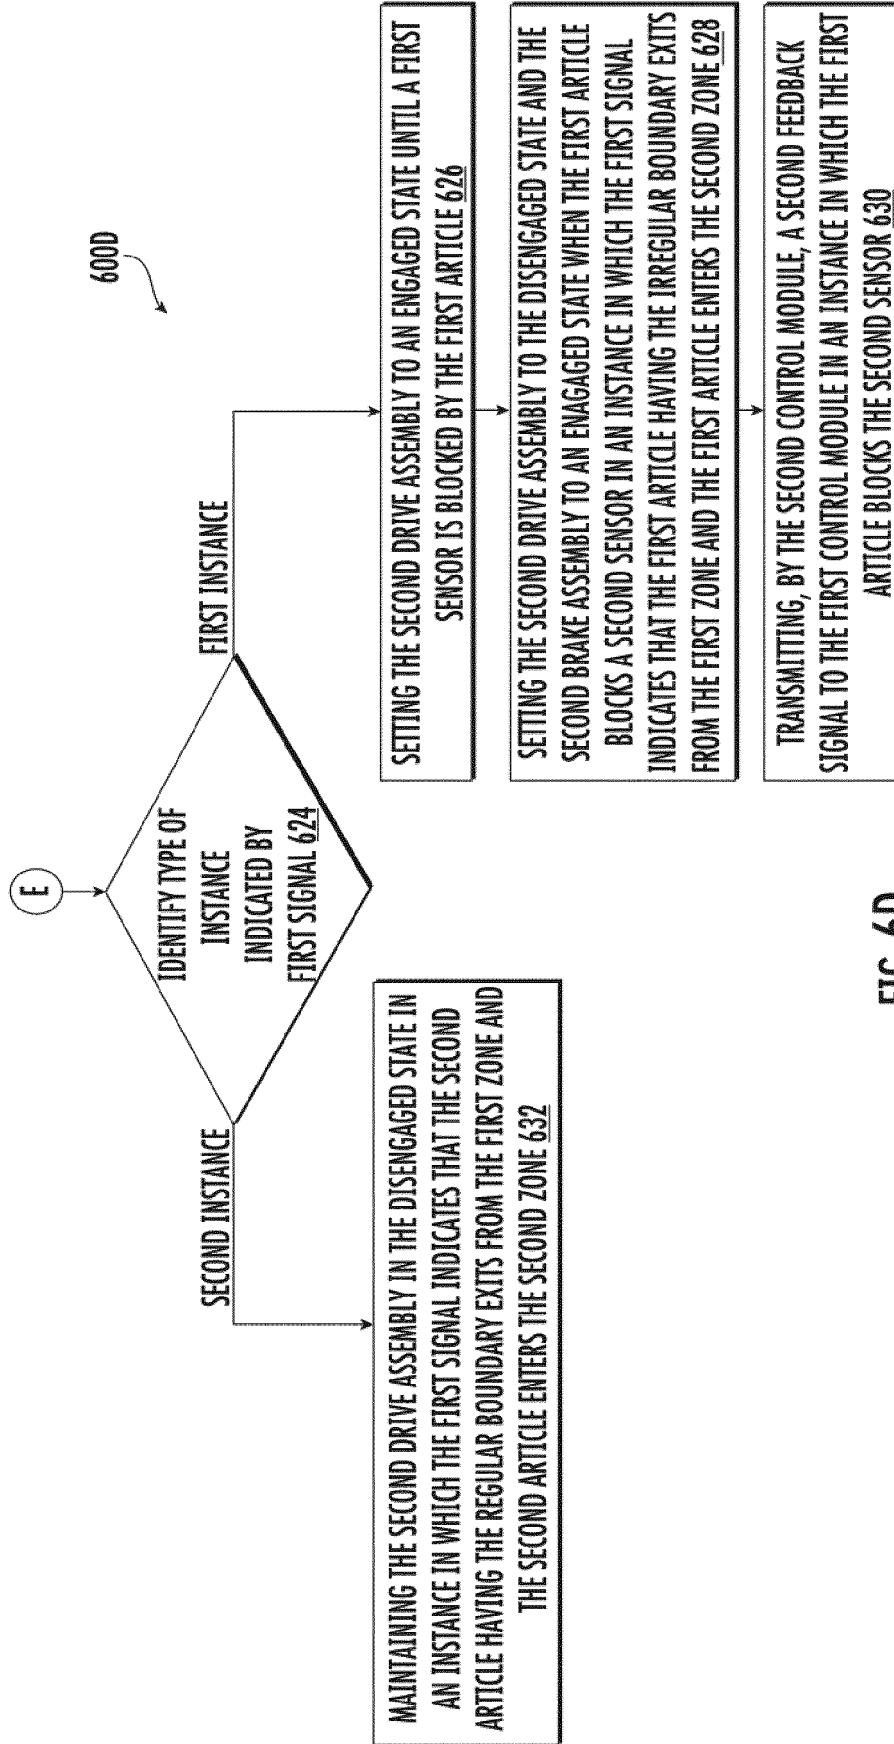 600D
E
IDENTIFY TYPE OF
INSTANCE
INDICATED BY
FIRST SIGNAL 624
SECOND INSTANCE
FIRST INSTANCE
MAINTAINING THE SECOND DRIVE ASSEMBLY IN THE DISENGAGED STATE IN
AN INSTANCE IN WHICH THE FIRST SIGNAL INDICATES THAT THE SECOND
ARTICLE HAVING THE REGULAR BOUNDARY EXITS FROM THE FIRST ZONE AND
THE SECOND ARTICLE ENTERS THE SECOND ZONE 632
SETTING THE SECOND DRIVE ASSEMBLY TO AN ENGAGED STATE UNTIL A FIRST
SENSOR IS BLOCKED BY THE FIRST ARTICLE 626
SETTING THE SECOND DRIVE ASSEMBLY TO THE DISENGAGED STATE AND THE
SECOND BRAKE ASSEMBLY TO AN ENAGAGED STATE WHEN THE FIRST ARTICLE
BLOCKS A SECOND SENSOR IN AN INSTANCE IN WHICH THE FIRST SIGNAL
INDICATES THAT THE FIRST ARTICLE HAVING THE IRREGULAR BOUNDARY EXITS
FROM THE FIRST ZONE AND THE FIRST ARTICLE ENTERS THE SECOND ZONE 628
TRANSMITTING, BY THE SECOND CONTROL MODULE, A SECOND FEEDBACK
SIGNAL TO THE FIRST CONTROL MODULE IN AN INSTANCE IN WHICH THE FIRST
ARTICLE BLOCKS THE SECOND SENSOR 630
FIG. 6D